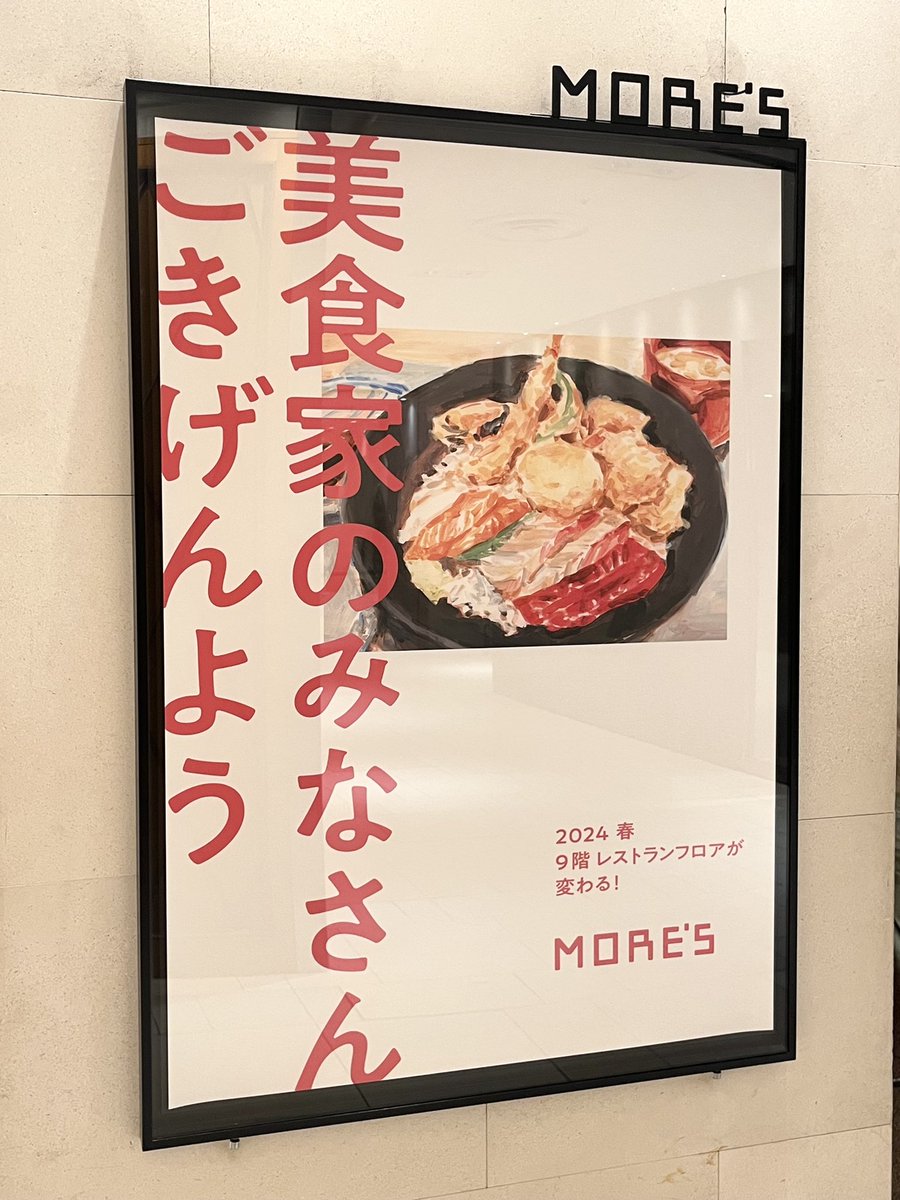 MORE'S
美食家のみなさん
ごきげんよう
2024 春
9階 レストランフロアが
変わる!
MORE'S